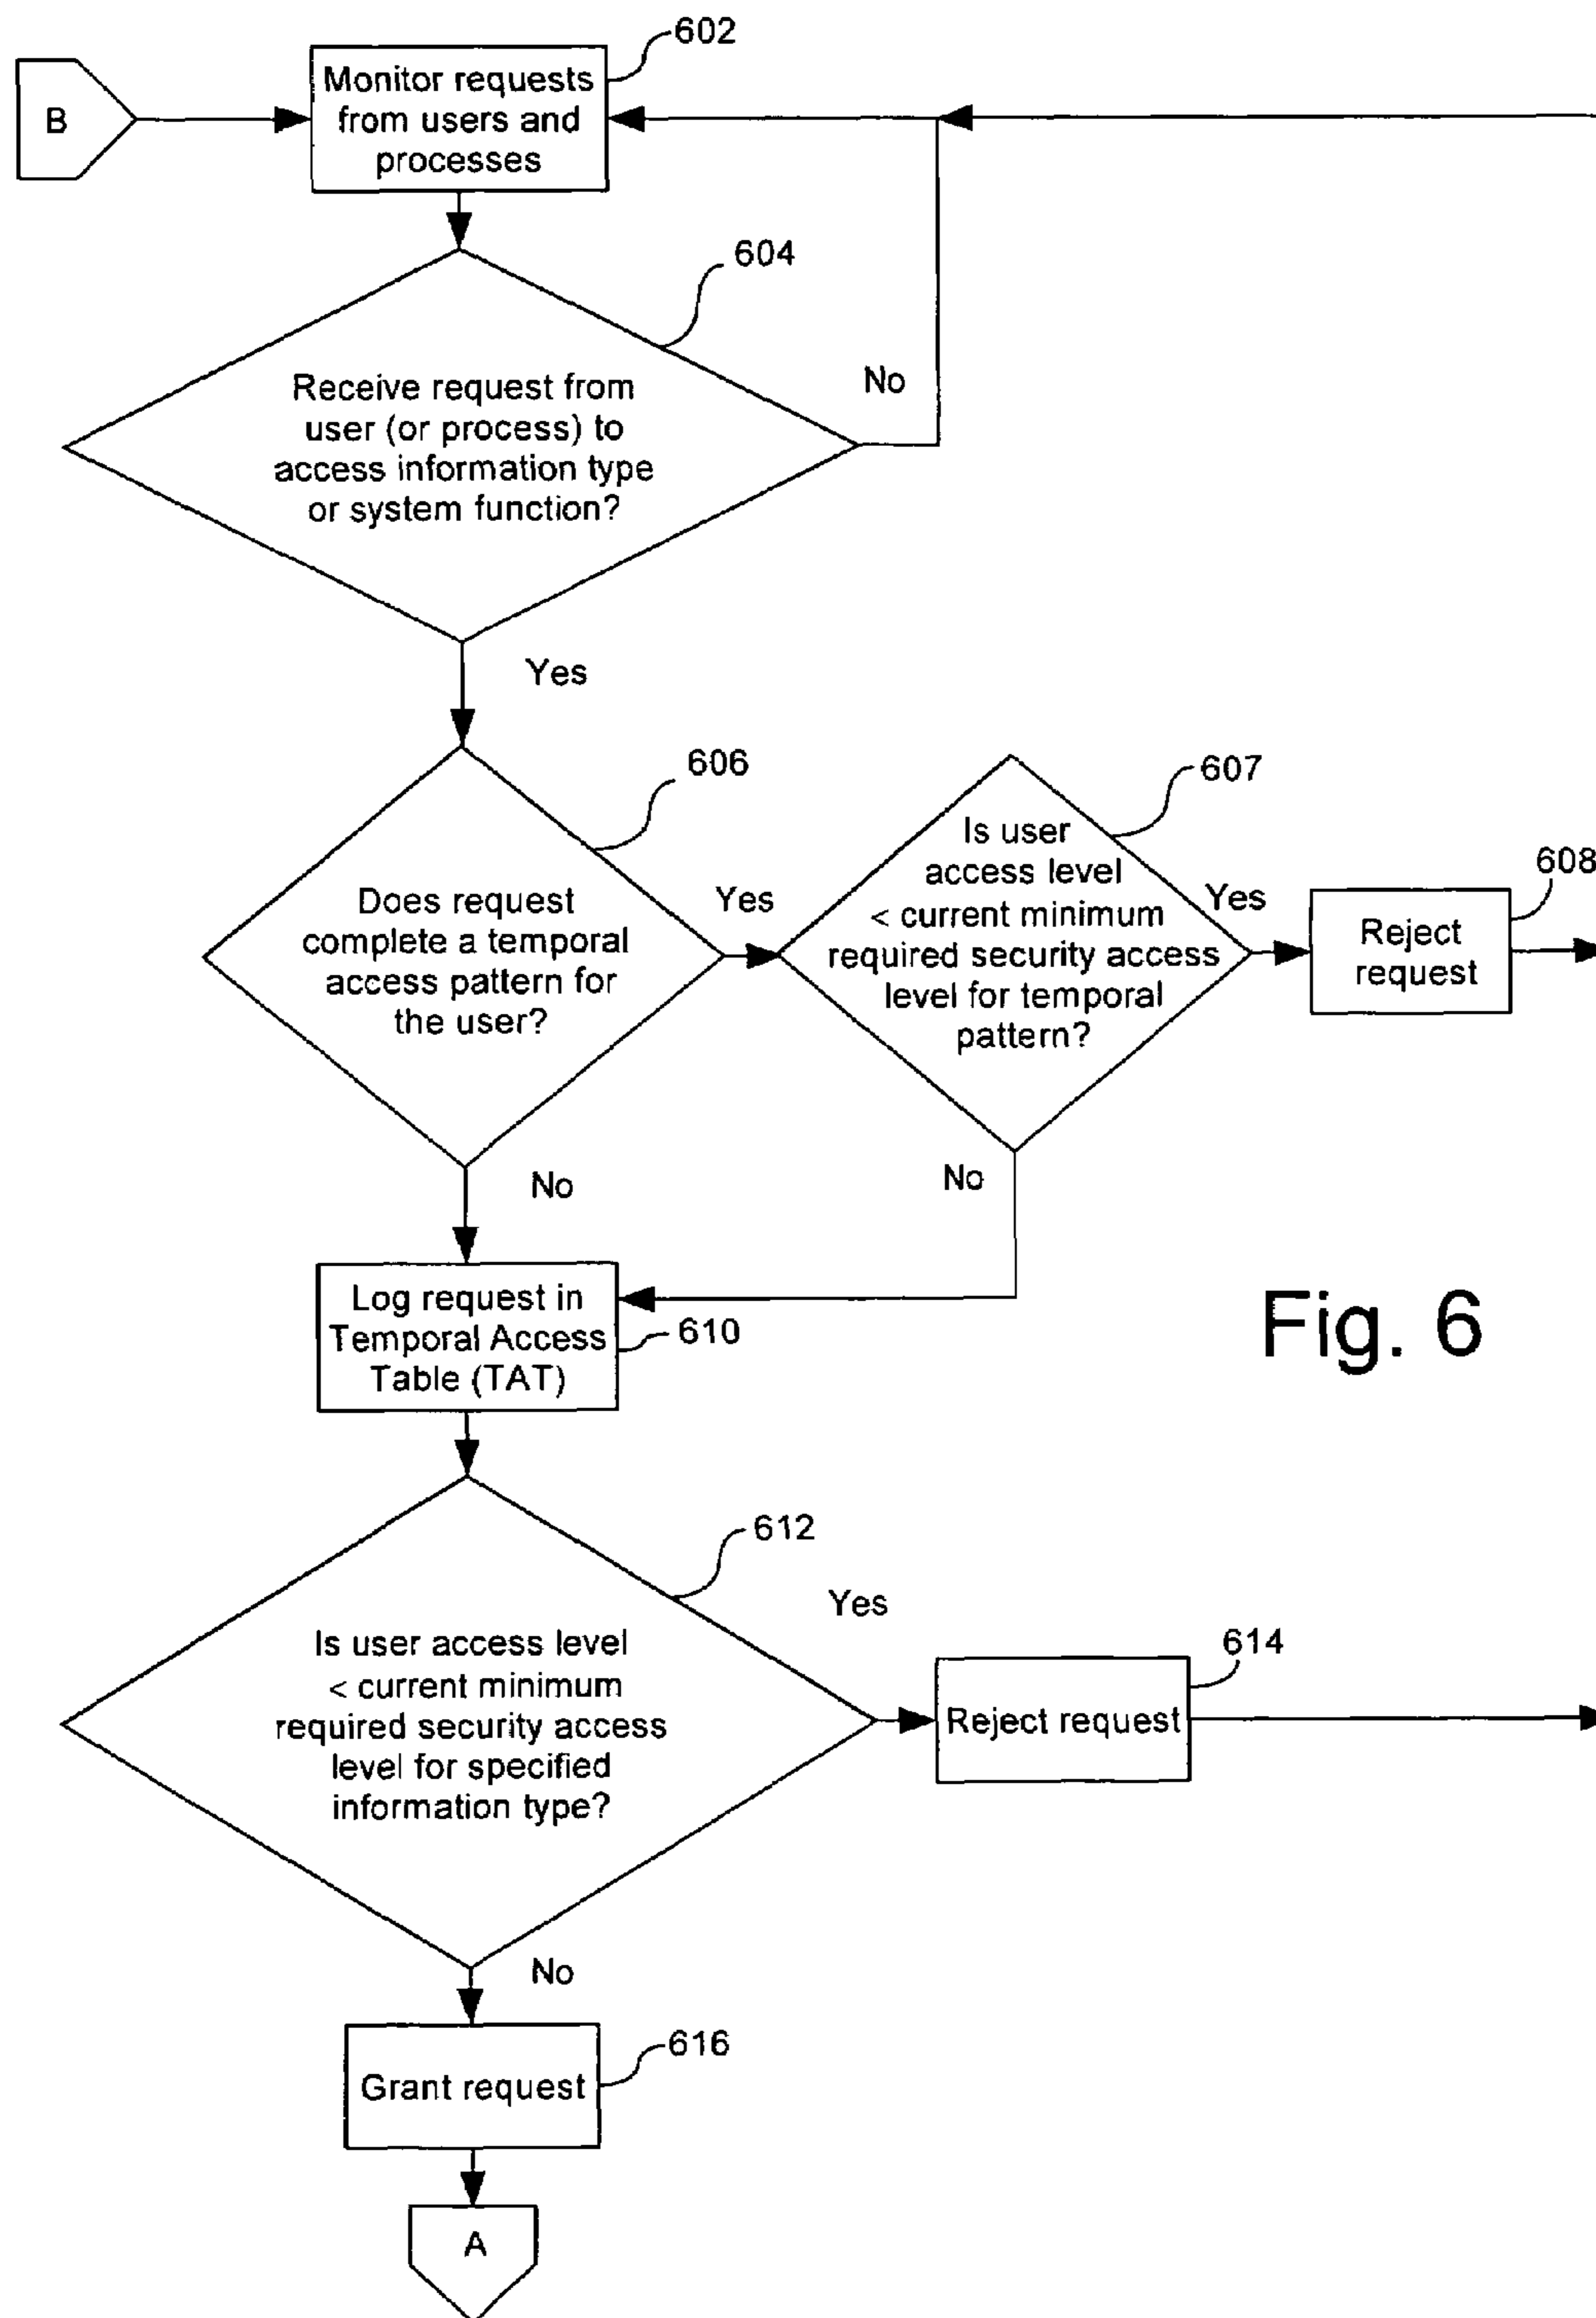 602
B
Monitor requests
from users and
processes
604
Receive request from
user (or process) to
access information type
or system function?
No
Yes
606
Does request
complete a temporal
access pattern for
the user?
Yes
607
Is user
access level
< current minimum
required security access
level for temporal
pattern?
Yes
608
Reject
request
No
No
Log request in
Temporal Access
Table (TAT)
610
Fig. 6
612
Is user access level
< current minimum
required security access
level for specified
information type?
Yes
614
Reject request
No
Grant request
616
A